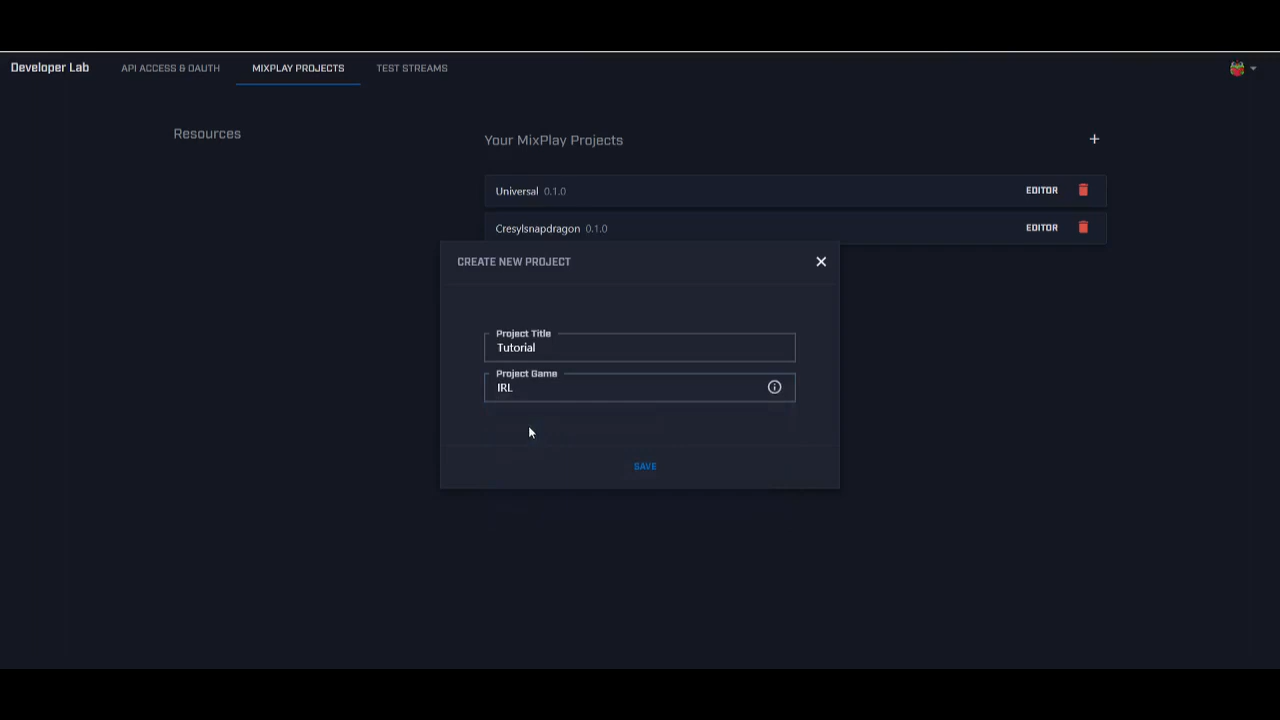 Developer Lab API ACCESS & OAUTH MIXPLAY PROJECTS TEST STREAMS
Resources
Your MixPlay Projects +
Universal 0.1.0 EDITOR
Cresylsnapdragon 0.1.0 EDITOR
CREATE NEW PROJECT
Project Title
Tutorial
Project Game
IRL
SAVE